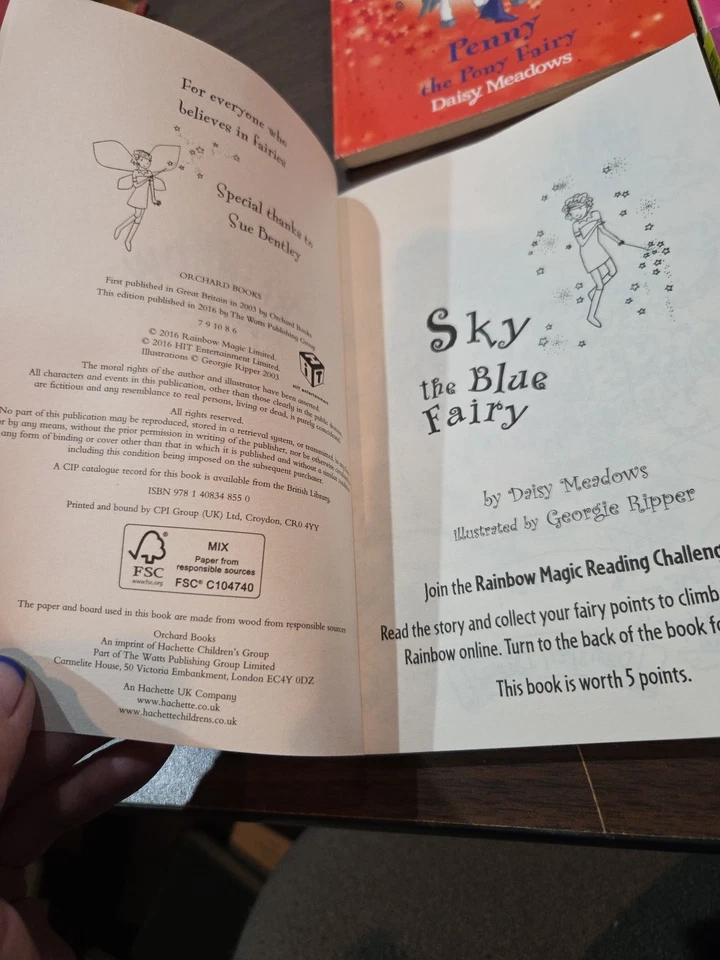 Penny
the Pony Fairy
Daisy Meadows
For everyone who
believes in fairies
Special thanks to
Sue Bentley
ORCHARD BOOKS
First published in Great Britain in 2003 by Orchard Books
This edition published in 2016 by The Watts Publishing Group
7 9 10 8 6
© 2016 Rainbow Magic Limited.
© 2016 HIT Entertainment Limited.
Illustrations © Georgie Ripper 2003
HiT
HiT entertainment
The moral rights of the author and illustrator have been asserted.
All characters and events in this publication, other than those clearly in the public
are fictitious and any resemblance to real persons, living or dead, is purely coincidental.
All rights reserved.
No part of this publication may be reproduced, stored in a retrieval system, or transmitted,
or by any means, without the prior permission in writing of the publisher, nor be otherwise
any form of binding or cover other than that in which it is published and without a similar
including this condition being imposed on the subsequent purchaser.
A CIP catalogue record for this book is available from the British Library.
ISBN 978 1 40834 855 0
Printed and bound by CPI Group (UK) Ltd, Croydon, CR0 4YY
FSC
www.fsc.org
MIX
Paper from
responsible sources
FSC® C104740
The paper and board used in this book are made from wood from responsible sources
Orchard Books
An imprint of Hachette Children's Group
Part of The Watts Publishing Group Limited
Carmelite House, 50 Victoria Embankment, London EC4Y 0DZ
An Hachette UK Company
www.hachette.co.uk
www.hachettechildrens.co.uk
Sky
the Blue
Fairy
by Daisy Meadows
illustrated by Georgie Ripper
Join the Rainbow Magic Reading Challeng
Read the story and collect your fairy points to climb
Rainbow online. Turn to the back of the book fo
This book is worth 5 points.